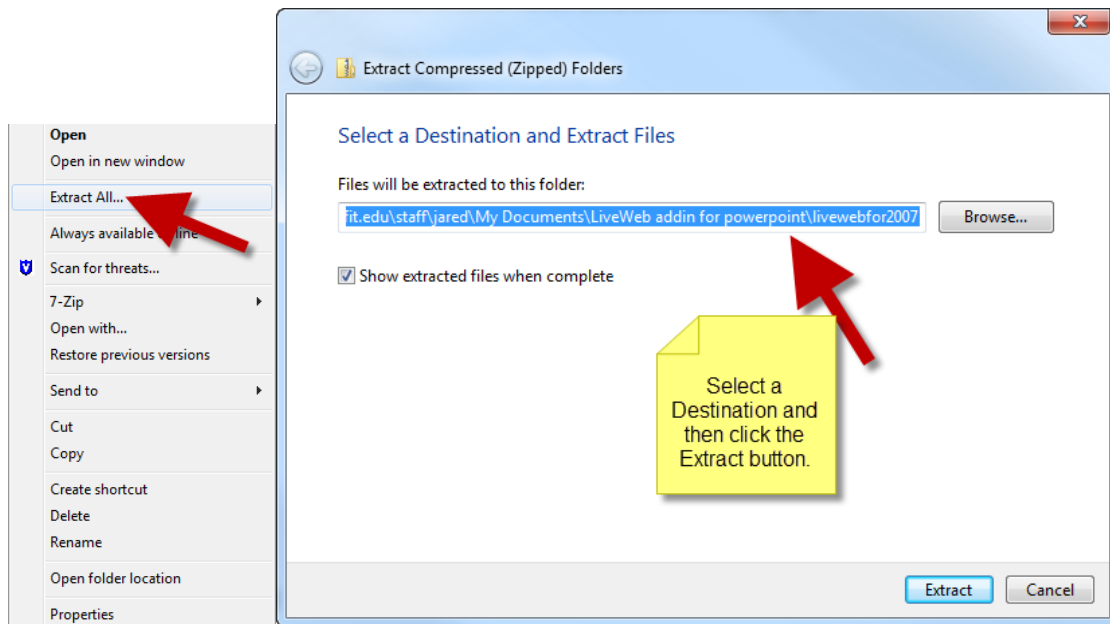 Open
Open in new window
Extract All...
Always available
Scan for threats...
7-Zip
Open with...
Restore previous versions
Send to
Cut
Copy
Create shortcut
Delete
Rename
Open folder location
Properties
X
Extract Compressed (Zipped) Folders
Select a Destination and Extract Files
Files will be extracted to this folder:
fit.edu\staff\jared\My Documents\LiveWeb addin for powerpoint\livewebfor2007
Browse...
Show extracted files when complete
Select a
Destination and
then click the
Extract button.
Extract
Cancel